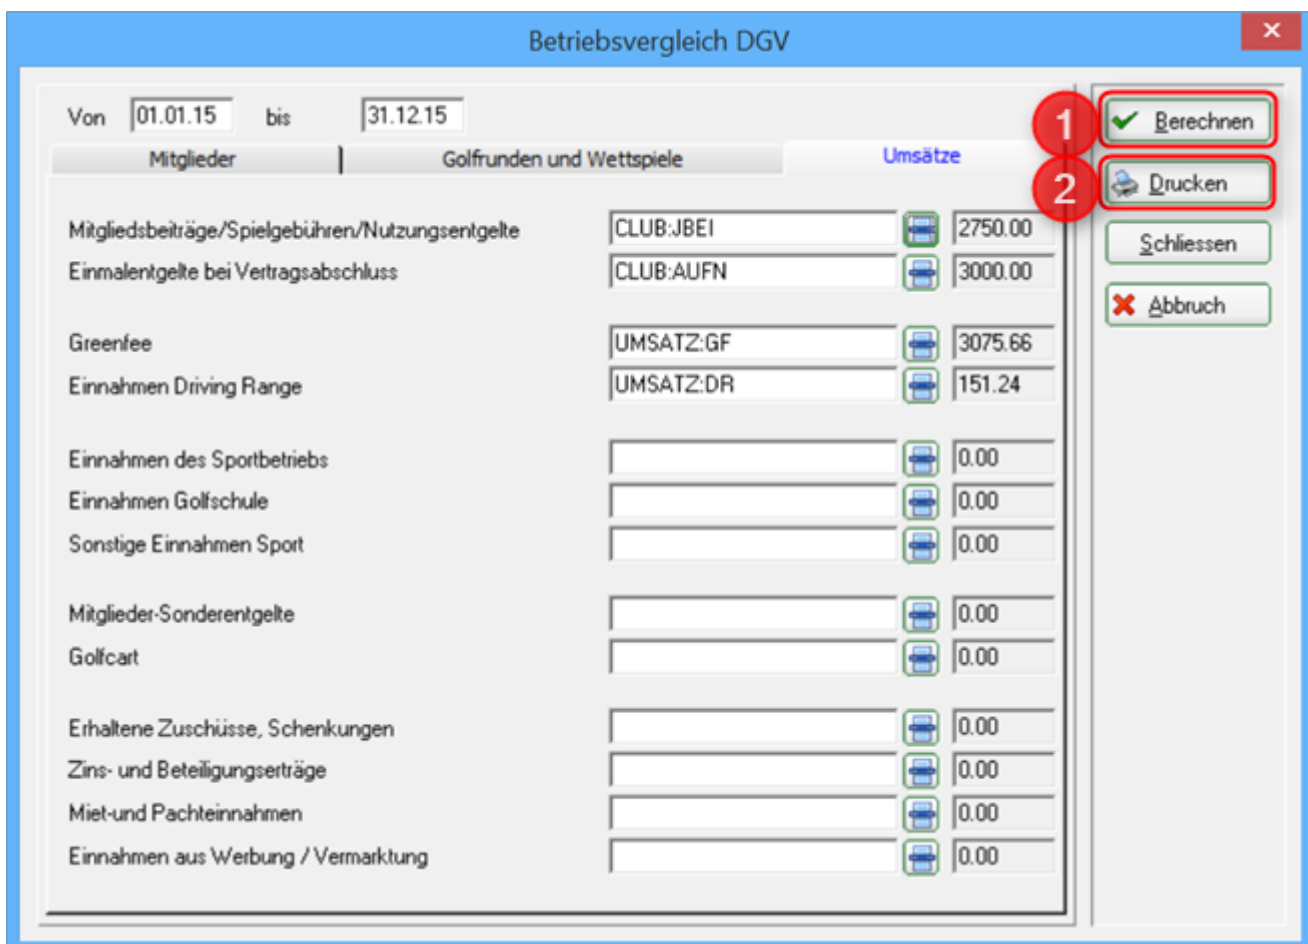 Betriebsvergleich DGV
Von 01.01.15 bis 31.12.15
Mitglieder Golfrunden und Wettspiele Umsätze
Mitgliedsbeiträge/Spielgebühren/Nutzungsentgelte CLUB:JBEI 2750.00
Einmalentgelte bei Vertragsabschluss CLUB:AUFN 3000.00
Greenfee UMSATZ:GF 3075.66
Einnahmen Driving Range UMSATZ:DR 151.24
Einnahmen des Sportbetriebs 0.00
Einnahmen Golfschule 0.00
Sonstige Einnahmen Sport 0.00
Mitglieder-Sonderentgelte 0.00
Golfcart 0.00
Erhaltene Zuschüsse, Schenkungen 0.00
Zins- und Beteiligungserträge 0.00
Miet-und Pachteinnahmen 0.00
Einnahmen aus Werbung / Vermarktung 0.00
1 Berechnen
2 Drucken
Schliessen
Abbruch